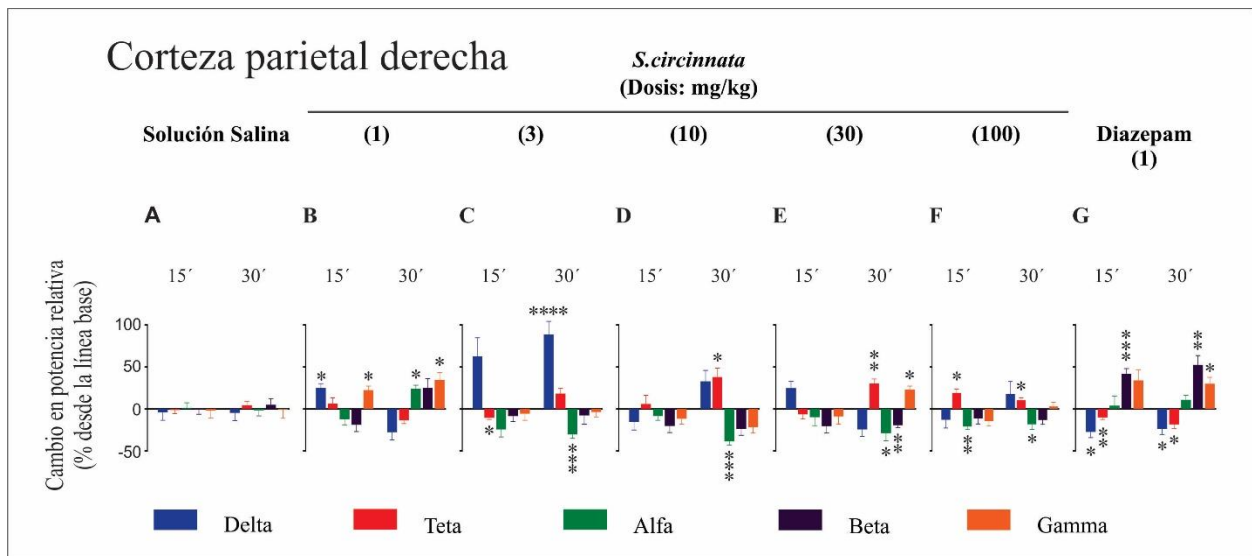 Corteza parietal derecha
S.circinnata
(Dosis: mg/kg)
Solución Salina (1) (3) (10) (30) (100) Diazepam
(1)
A B C D E F G
15´ 30´ 15´ 30´ 15´ 30´ 15´ 30´ 15´ 30´ 15´ 30´ 15´ 30´
Cambio en potencia relativa
(% desde la línea base)
100
50
0
-50
* * * * * **** *** * *** ** * * ** * ** * * *** * ** ** * * *
Delta Teta Alfa Beta Gamma